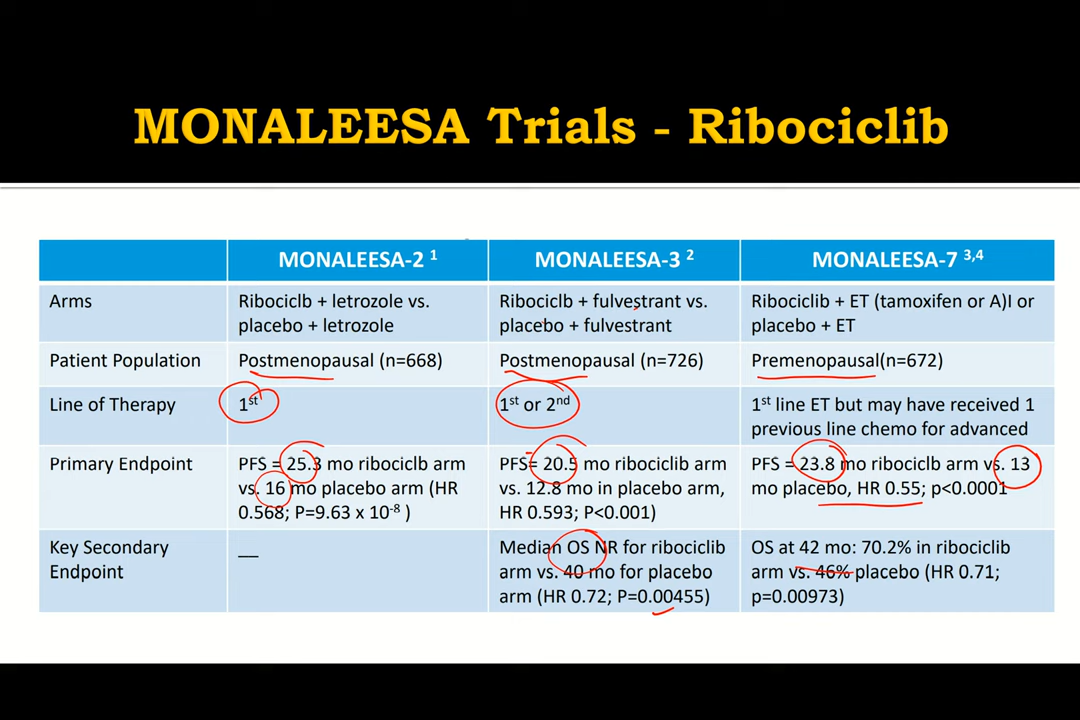 MONALEESA Trials - Ribociclib
MONALEESA-2 1
MONALEESA-3 2
MONALEESA-7 3,4
Arms
Ribociclb + letrozole vs.
placebo + letrozole
Ribociclb + fulvestrant vs.
placebo + fulvestrant
Ribociclib + ET (tamoxifen or A)I or
placebo + ET
Patient Population
Postmenopausal (n=668)
Postmenopausal (n=726)
Premenopausal(n=672)
Line of Therapy
1st
1st or 2nd
1st line ET but may have received 1
previous line chemo for advanced
Primary Endpoint
PFS = 25.3 mo ribociclb arm
vs. 16 mo placebo arm (HR
0.568; P=9.63 x 10-8 )
PFS= 20.5 mo ribociclib arm
vs. 12.8 mo in placebo arm,
HR 0.593; P<0.001)
PFS = 23.8 mo ribociclb arm vs. 13
mo placebo, HR 0.55; p<0.0001
Key Secondary
Endpoint
__
Median OS NR for ribociclib
arm vs. 40 mo for placebo
arm (HR 0.72; P=0.00455)
OS at 42 mo: 70.2% in ribociclib
arm vs. 46% placebo (HR 0.71;
p=0.00973)